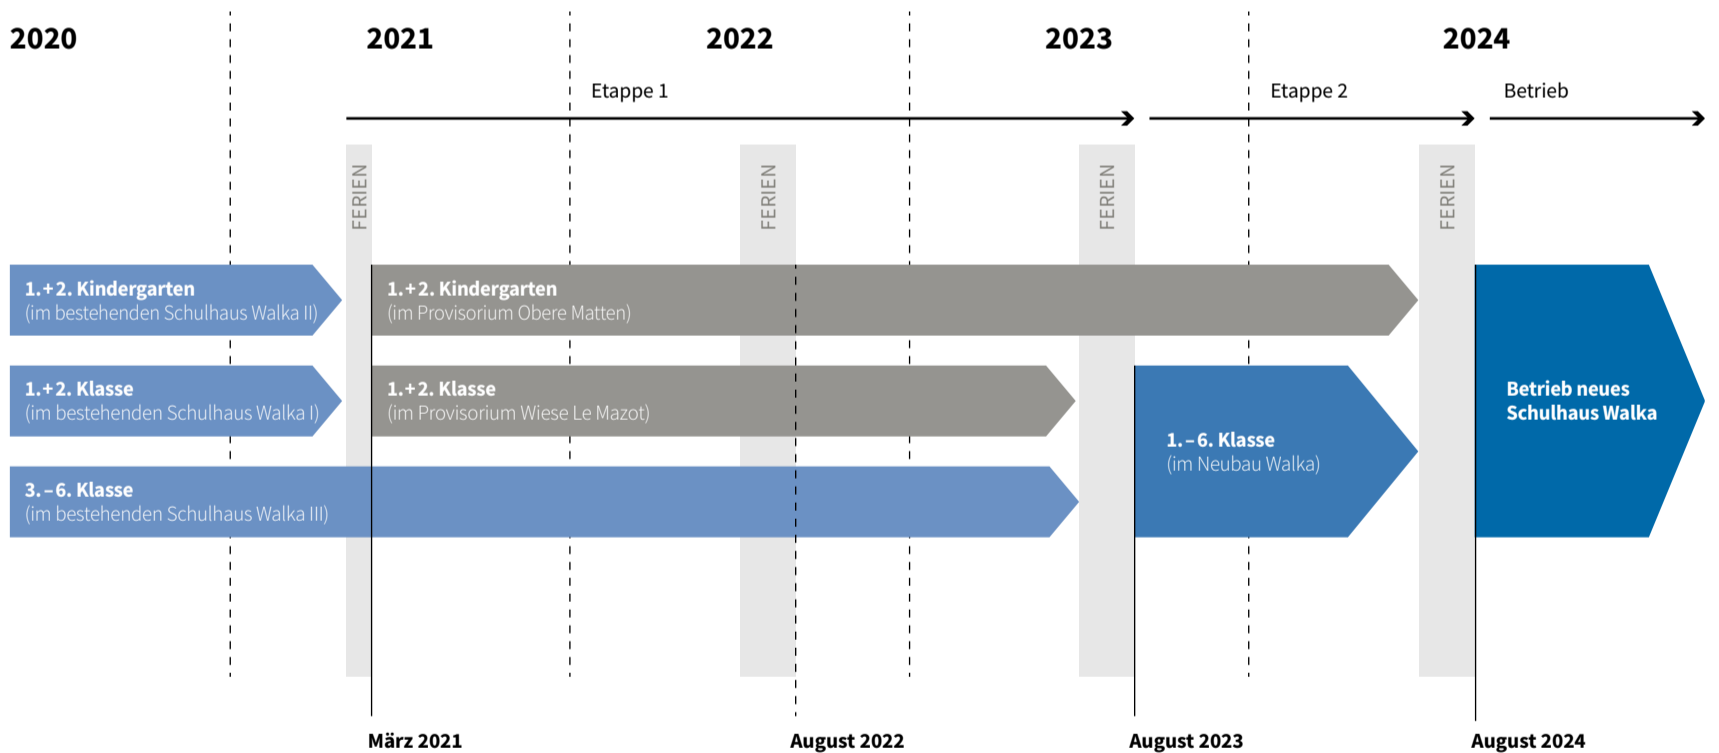 2020
2021
2022
2023
2024
Etappe 1
Etappe 2
Betrieb
FERIEN
FERIEN
FERIEN
FERIEN
1.+2. Kindergarten
(im bestehenden Schulhaus Walka II)
1.+2. Kindergarten
(im Provisorium Obere Matten)
1.+2. Klasse
(im bestehenden Schulhaus Walka I)
1.+2. Klasse
(im Provisorium Wiese Le Mazot)
3.–6. Klasse
(im bestehenden Schulhaus Walka III)
1.–6. Klasse
(im Neubau Walka)
Betrieb neues
Schulhaus Walka
März 2021
August 2022
August 2023
August 2024